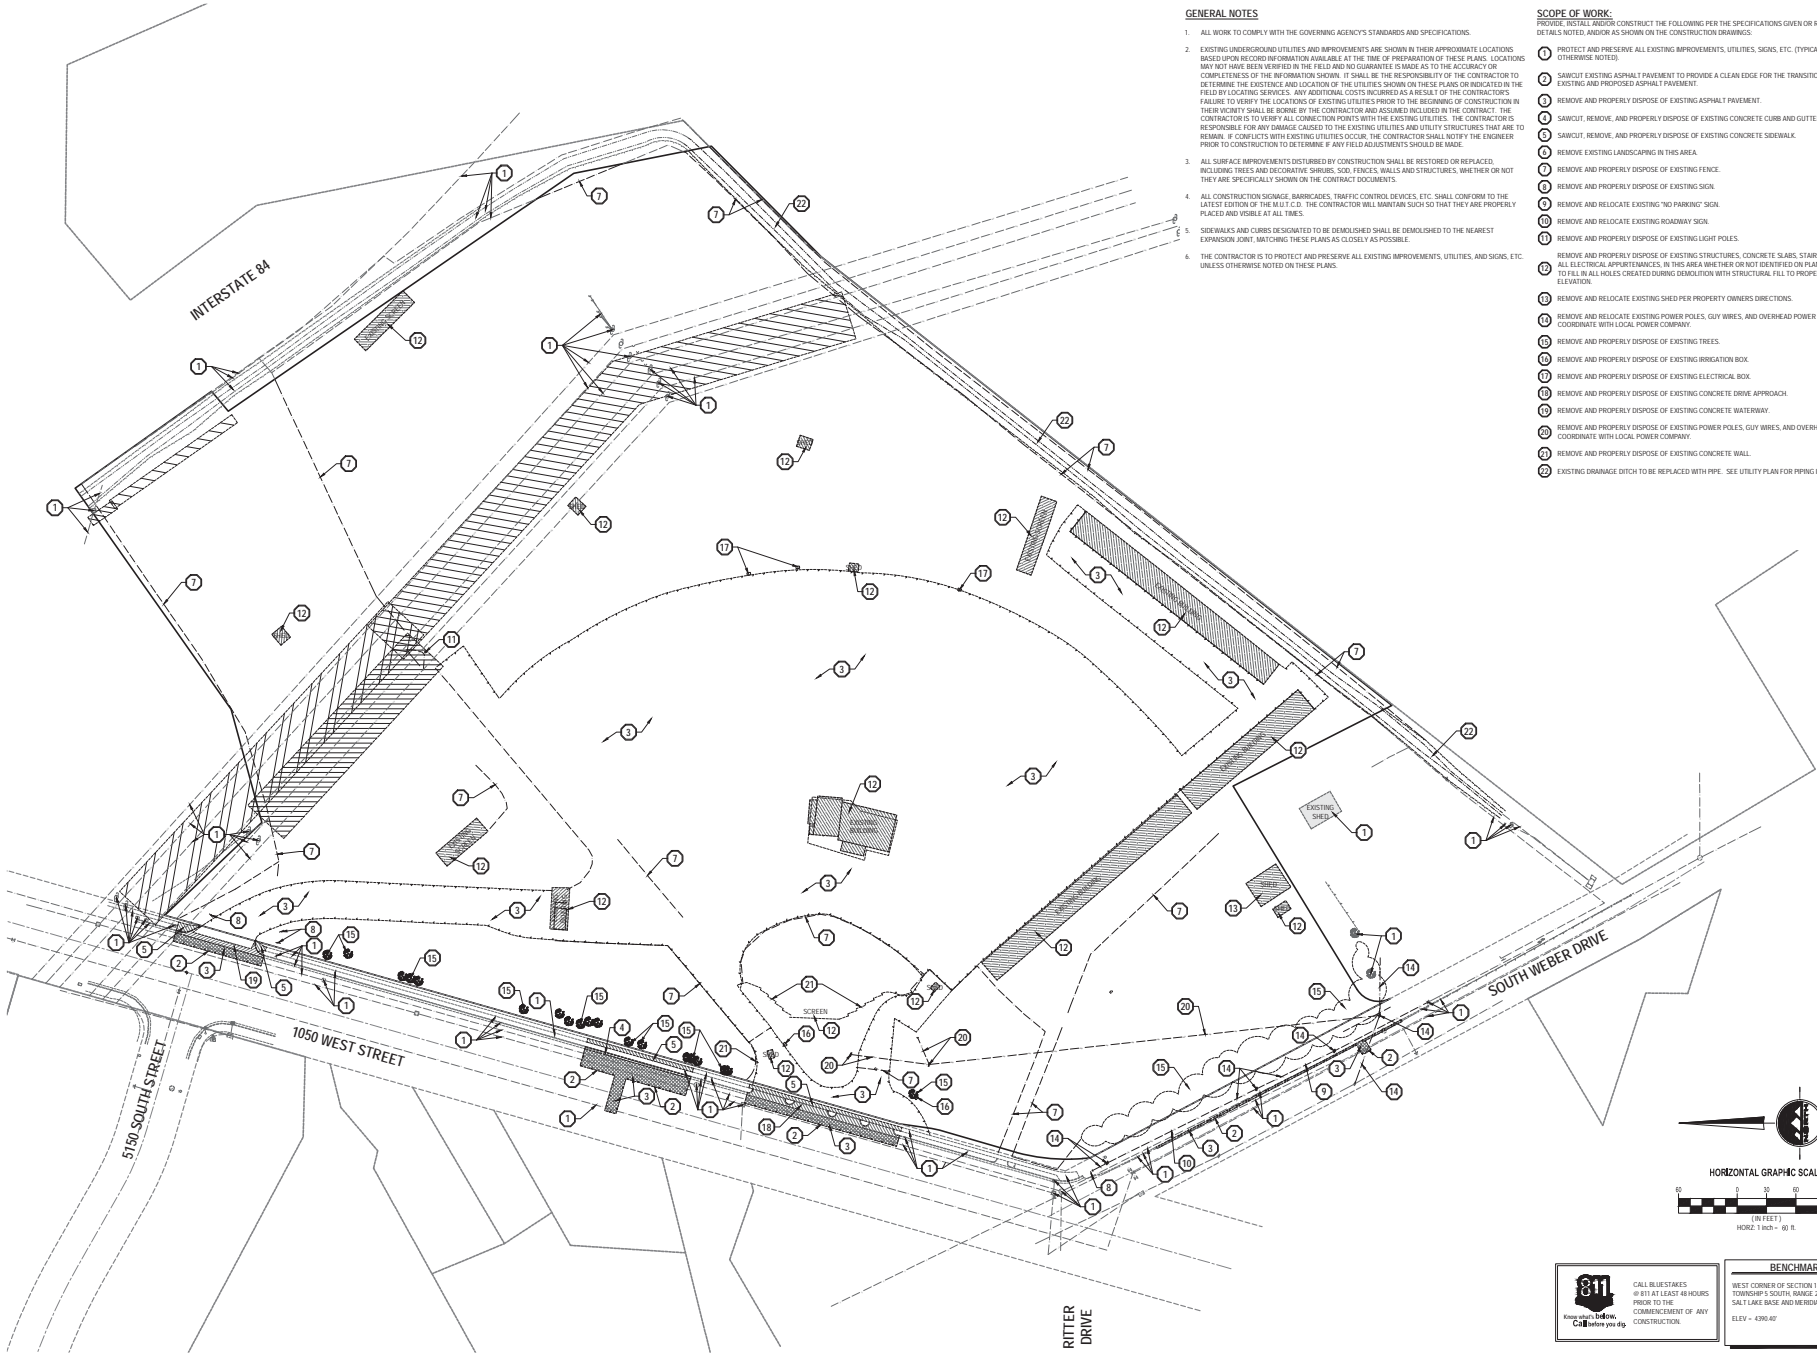 GENERAL NOTES
1. ALL WORK TO COMPLY WITH THE GOVERNING AGENCY'S STANDARDS AND SPECIFICATIONS.
2. EXISTING UNDERGROUND UTILITIES AND IMPROVEMENTS ARE SHOWN IN THEIR APPROXIMATE LOCATIONS
BASED UPON RECORD INFORMATION AVAILABLE AT THE TIME OF PREPARATION OF THESE PLANS. LOCATIONS
MAY NOT HAVE BEEN VERIFIED IN THE FIELD AND NO GUARANTEE IS MADE AS TO THE ACCURACY OR
COMPLETENESS OF THE INFORMATION SHOWN. IT SHALL BE THE RESPONSIBILITY OF THE CONTRACTOR TO
DETERMINE THE EXISTENCE AND LOCATION OF THE UTILITIES SHOWN ON THESE PLANS OR INDICATED IN THE
FIELD BY LOCATING SERVICES. ANY ADDITIONAL COSTS INCURRED AS A RESULT OF THE CONTRACTOR'S
FAILURE TO VERIFY THE LOCATIONS OF EXISTING UTILITIES PRIOR TO THE BEGINNING OF CONSTRUCTION IN
THEIR VICINITY SHALL BE BORNE BY THE CONTRACTOR AND ASSUMED INCLUDED IN THE CONTRACT. THE
CONTRACTOR IS TO VERIFY ALL CONNECTION POINTS WITH THE EXISTING UTILITIES. THE CONTRACTOR IS
RESPONSIBLE FOR ANY DAMAGE CAUSED TO THE EXISTING UTILITIES AND UTILITY STRUCTURES THAT ARE TO
REMAIN. IF CONFLICTS WITH EXISTING UTILITIES OCCUR, THE CONTRACTOR SHALL NOTIFY THE ENGINEER
PRIOR TO CONSTRUCTION TO DETERMINE IF ANY FIELD ADJUSTMENTS SHOULD BE MADE.
3. ALL SURFACE IMPROVEMENTS DISTURBED BY CONSTRUCTION SHALL BE RESTORED OR REPLACED,
INCLUDING TREES AND DECORATIVE SHRUBS, SOD, FENCES, WALLS AND STRUCTURES, WHETHER OR NOT
THEY ARE SPECIFICALLY SHOWN ON THE CONTRACT DOCUMENTS.
4. ALL CONSTRUCTION SIGNAGE, BARRICADES, TRAFFIC CONTROL DEVICES, ETC. SHALL CONFORM TO THE
LATEST EDITION OF THE M.U.T.C.D. THE CONTRACTOR WILL MAINTAIN SUCH SO THAT THEY ARE PROPERLY
PLACED AND VISIBLE AT ALL TIMES.
5. SIDEWALKS AND CURBS DESIGNATED TO BE DEMOLISHED SHALL BE DEMOLISHED TO THE NEAREST
EXPANSION JOINT, MATCHING THESE PLANS AS CLOSELY AS POSSIBLE.
6. THE CONTRACTOR IS TO PROTECT AND PRESERVE ALL EXISTING IMPROVEMENTS, UTILITIES, AND SIGNS, ETC.
UNLESS OTHERWISE NOTED ON THESE PLANS.
SCOPE OF WORK:
PROVIDE, INSTALL AND/OR CONSTRUCT THE FOLLOWING PER THE SPECIFICATIONS GIVEN OR
DETAILS NOTED, AND/OR AS SHOWN ON THE CONSTRUCTION DRAWINGS:
1 PROTECT AND PRESERVE ALL EXISTING IMPROVEMENTS, UTILITIES, SIGNS, ETC.
OTHERWISE NOTED).
2 SAWCUT EXISTING ASPHALT PAVEMENT TO PROVIDE A CLEAN EDGE FOR THE
EXISTING AND PROPOSED ASPHALT PAVEMENT.
3 REMOVE AND PROPERLY DISPOSE OF EXISTING ASPHALT PAVEMENT.
4 SAWCUT, REMOVE, AND PROPERLY DISPOSE OF EXISTING CONCRETE CURB AND
5 SAWCUT, REMOVE, AND PROPERLY DISPOSE OF EXISTING CONCRETE SIDEWALK.
6 REMOVE EXISTING LANDSCAPING IN THIS AREA.
7 REMOVE AND PROPERLY DISPOSE OF EXISTING FENCE.
8 REMOVE AND PROPERLY DISPOSE OF EXISTING SIGN.
9 REMOVE AND RELOCATE EXISTING "NO PARKING" SIGN.
10 REMOVE AND RELOCATE EXISTING ROADWAY SIGN.
11 REMOVE AND PROPERLY DISPOSE OF EXISTING LIGHT POLES.
12 REMOVE AND PROPERLY DISPOSE OF EXISTING STRUCTURES, CONCRETE SLABS,
ALL ELECTRICAL APPURTENANCES, IN THIS AREA WHETHER OR NOT IDENTIFIED ON
TO FILL IN ALL HOLES CREATED DURING DEMOLITION WITH STRUCTURAL FILL TO
ELEVATION.
13 REMOVE AND RELOCATE EXISTING SHED PER PROPERTY OWNERS DIRECTIONS.
14 REMOVE AND RELOCATE EXISTING POWER POLES, GUY WIRES, AND OVERHEAD POWER
COORDINATE WITH LOCAL POWER COMPANY.
15 REMOVE AND PROPERLY DISPOSE OF EXISTING TREES.
16 REMOVE AND PROPERLY DISPOSE OF EXISTING IRRIGATION BOX.
17 REMOVE AND PROPERLY DISPOSE OF EXISTING ELECTRICAL BOX.
18 REMOVE AND PROPERLY DISPOSE OF EXISTING CONCRETE DRIVE APPROACH.
19 REMOVE AND PROPERLY DISPOSE OF EXISTING CONCRETE WATERWAY.
20 REMOVE AND PROPERLY DISPOSE OF EXISTING POWER POLES, GUY WIRES, AND
COORDINATE WITH LOCAL POWER COMPANY.
21 REMOVE AND PROPERLY DISPOSE OF EXISTING CONCRETE WALL.
22 EXISTING DRAINAGE DITCH TO BE REPLACED WITH PIPE. SEE UTILITY PLAN FOR PIPING
INTERSTATE 84
EXISTING BUILDING
EXISTING
BUILDING
EXISTING BUILDING
EXISTING
SHED
SHED
SCREEN
SHED
SOUTH WEBER DRIVE
1050 WEST STREET
5150 SOUTH STREET
RITTER
DRIVE
HORIZONTAL GRAPHIC
60 0 30 60
( IN FEET )
HORZ: 1 inch = 60 ft.
811
Know what's below.
Call before you dig.
CALL BLUESTAKES
@ 811 AT LEAST 48 HOURS
PRIOR TO THE
COMMENCEMENT OF ANY
CONSTRUCTION.
WEST CORNER OF SECTION
TOWNSHIP 5 SOUTH, RANGE
SALT LAKE BASE AND
ELEV = 4390.40'